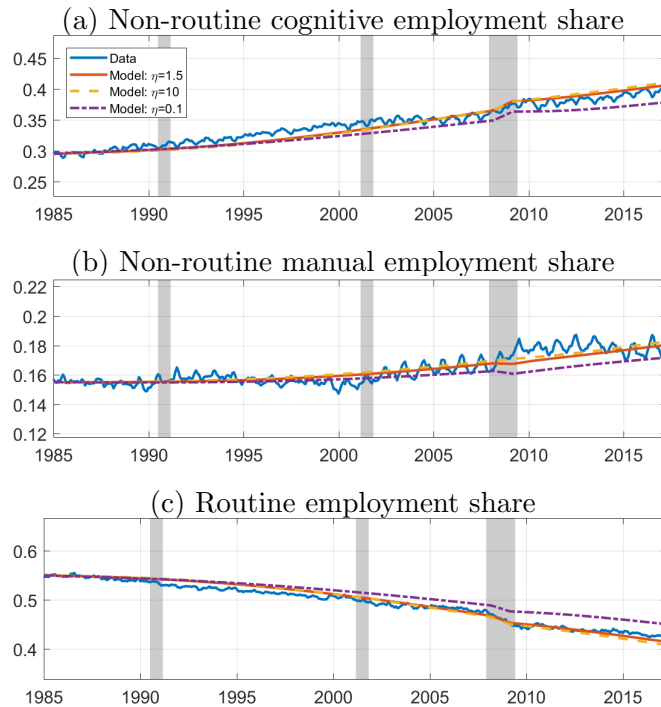 (a) Non-routine cognitive employment share
0.45
0.4
0.35
0.3
0.25
Data
Model: η=1.5
Model: η=10
Model: η=0.1
1985 1990 1995 2000 2005 2010 2015
(b) Non-routine manual employment share
0.22
0.2
0.18
0.16
0.14
0.12
1985 1990 1995 2000 2005 2010 2015
(c) Routine employment share
0.6
0.5
0.4
1985 1990 1995 2000 2005 2010 2015